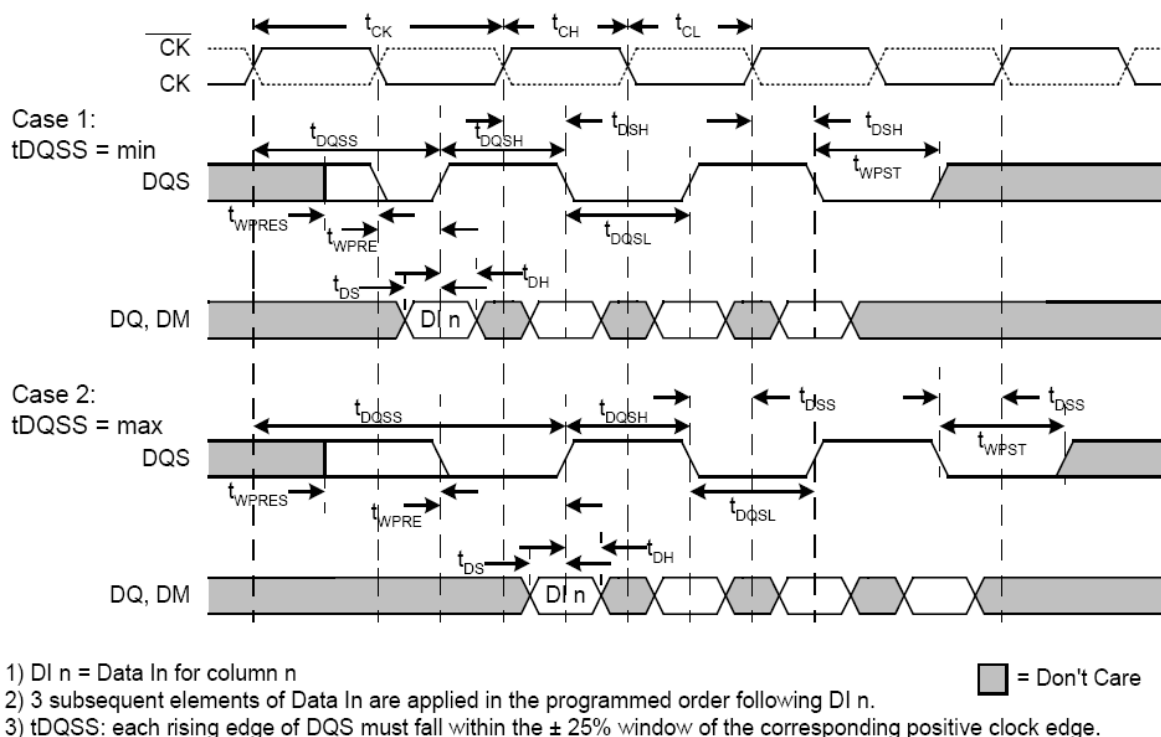 tCK tCH tCL
CK
CK
Case 1:
tDQSS = min
tDQSS tDQSH tDSH tDSH
tWPST
DQS
tWPRES
tWPRE
tDQSL
tDS tDH
DQ, DM
DI n
Case 2:
tDQSS = max
tDQSS tDQSH tDSS tDSS
tWPST
DQS
tWPRES
tWPRE
tDQSL
tDS tDH
DQ, DM
DI n
1) DI n = Data In for column n
= Don't Care
2) 3 subsequent elements of Data In are applied in the programmed order following DI n.
3) tDQSS: each rising edge of DQS must fall within the ± 25% window of the corresponding positive clock edge.